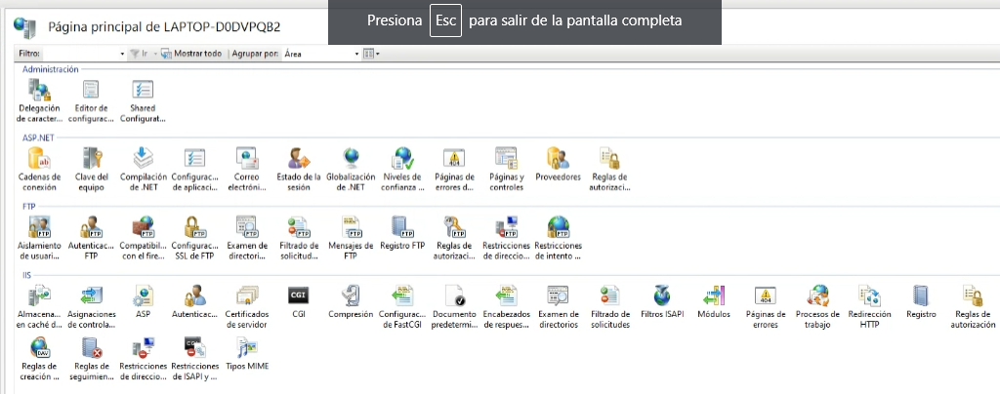 Presiona Esc para salir de la pantalla completa
Página principal de LAPTOP-D0DVPQB2
Filtro: Ir Mostrar todo Agrupar por: Área
Administración
Delegación Editor de Shared
de caracter... configurac... Configurat...
ASP.NET
Cadenas de Clave del Compilación Configurac... Correo Estado de la Globalización Niveles de Páginas de Páginas y Proveedores Reglas de
conexión equipo de .NET de aplicaci... electróni... sesión de .NET confianza ... errores d... controles autorizaci...
FTP
Aislamiento Autenticac... Compatibil... Configurac... Examen de Filtrado de Mensajes de Registro FTP Reglas de Restricciones Restricciones
de usuari... FTP con el fire... SSL de FTP directori... solicitud... FTP autorizaci... de direccio... de intento ...
IIS
Almacena... Asignaciones ASP Autenticac... Certificados CGI Compresión Configurac... Documento Encabezados Examen de Filtrado de Filtros ISAPI Módulos Páginas de Procesos de Redirección Registro Reglas de
en caché d... de controla... de servidor de FastCGI predetermi... de respues... directorios solicitudes errores trabajo HTTP autorización
Reglas de Reglas de Restricciones Restricciones Tipos MIME
creación ... seguimien... de direccio... de ISAPI y ...